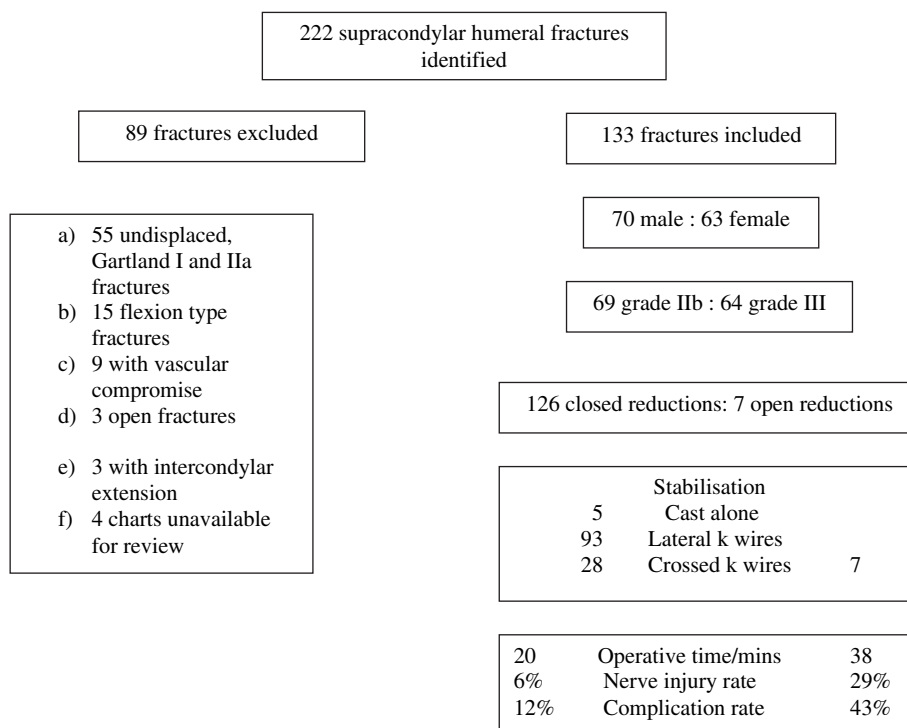 222 supracondylar humeral fractures
identified
89 fractures excluded
133 fractures included
70 male : 63 female
69 grade IIb : 64 grade III
a) 55 undisplaced,
Gartland I and IIa
fractures
b) 15 flexion type
fractures
c) 9 with vascular
compromise
d) 3 open fractures
e) 3 with intercondylar
extension
f) 4 charts unavailable
for review
126 closed reductions: 7 open reductions
Stabilisation
5 Cast alone
93 Lateral k wires
28 Crossed k wires 7
20 Operative time/mins 38
6% Nerve injury rate 29%
12% Complication rate 43%